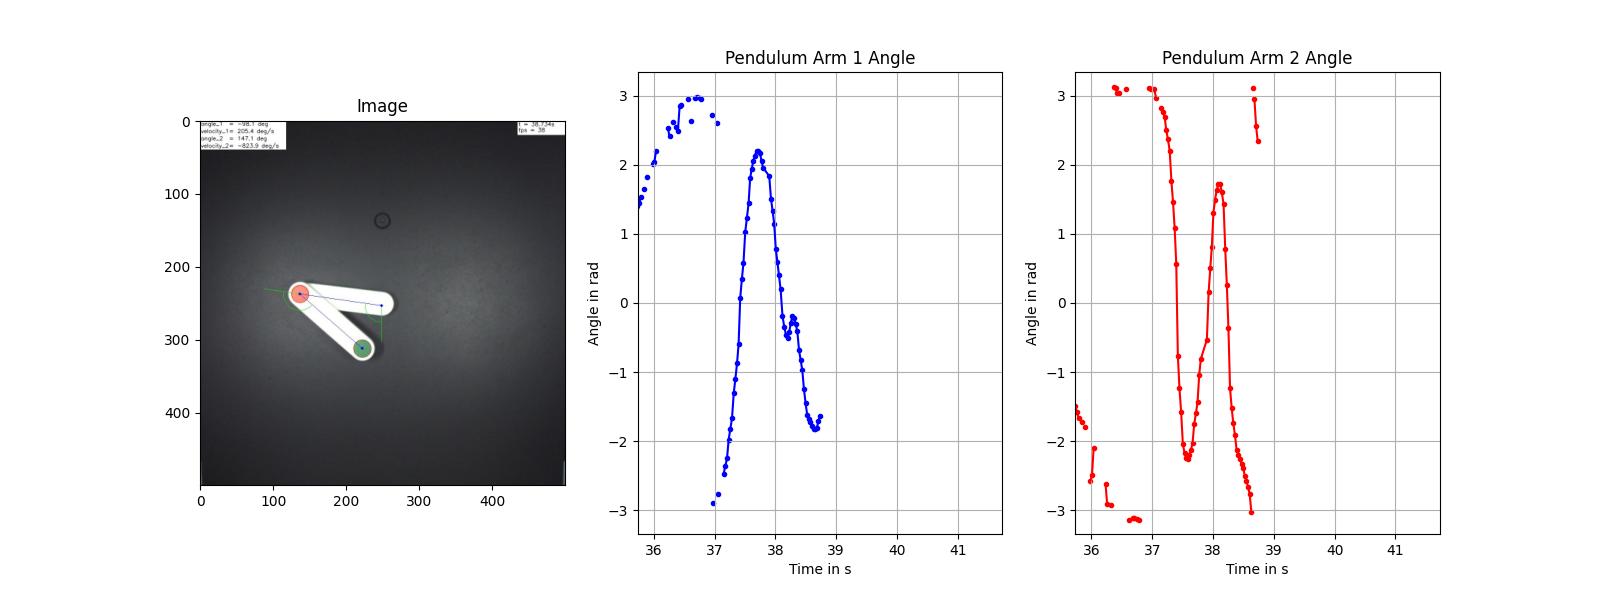 Image
angle_1 = -98.1 deg
velocity_1= 205.4 deg/s
angle_2 = 147.1 deg
velocity_2= -823.9 deg/s
t = 38.734s
fps = 38
0
100
200
300
400
0 100 200 300 400
Pendulum Arm 1 Angle
Angle in rad
3
2
1
0
−1
−2
−3
36 37 38 39 40 41
Time in s
Pendulum Arm 2 Angle
Angle in rad
3
2
1
0
−1
−2
−3
36 37 38 39 40 41
Time in s